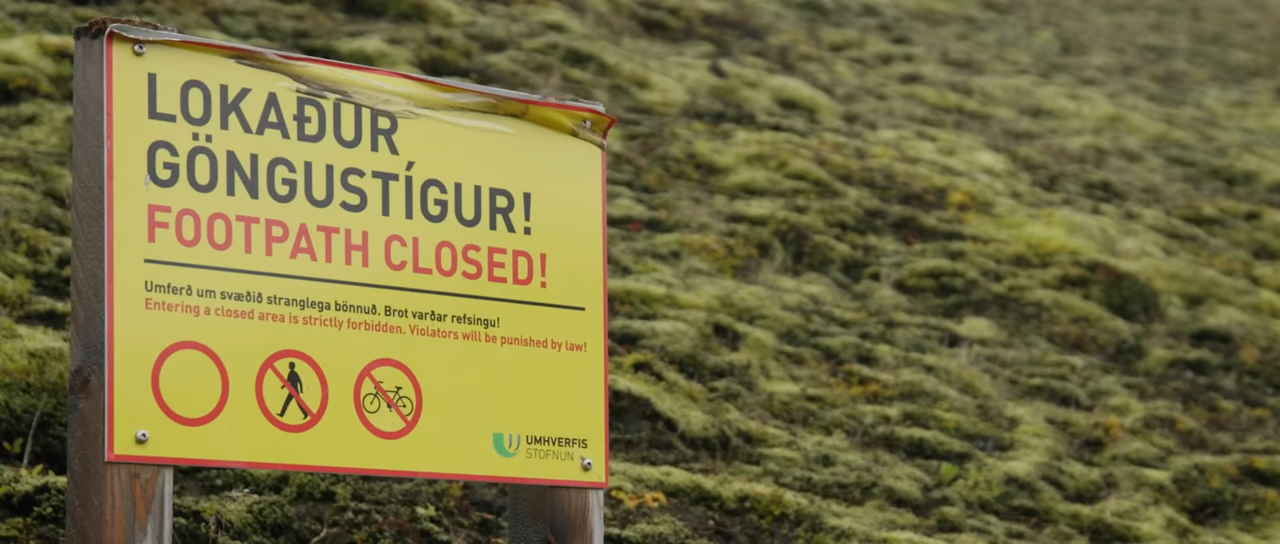 LOKAÐUR
GÖNGUSTÍGUR!
FOOTPATH CLOSED!
Umferð um svæðið stranglega bönnuð. Brot varðar refsingu!
Entering a closed area is strictly forbidden. Violators will be punished by law!
UMHVERFIS
STOFNUN